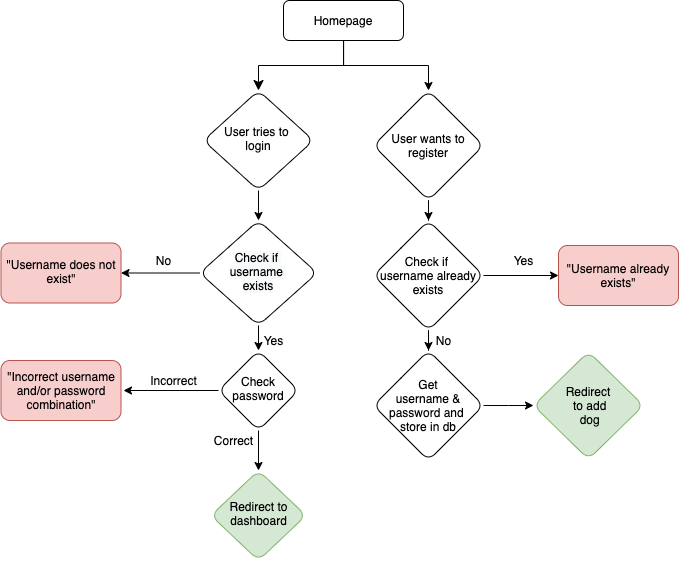 Homepage
User tries to
login
User wants to
register
Check if
username
exists
No
"Username does not
exist"
Yes
Check
password
Incorrect
"Incorrect username
and/or password
combination"
Correct
Redirect to
dashboard
Check if
username already
exists
Yes
"Username already
exists"
No
Get
username &
password and
store in db
Redirect
to add
dog